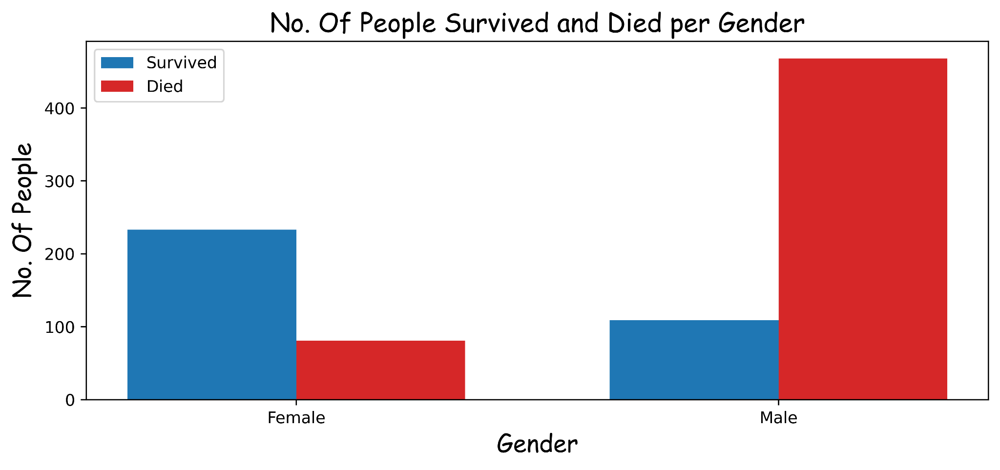 No. Of People Survived and Died per Gender
Survived
Died
400
300
200
100
0
No. Of People
Female
Male
Gender